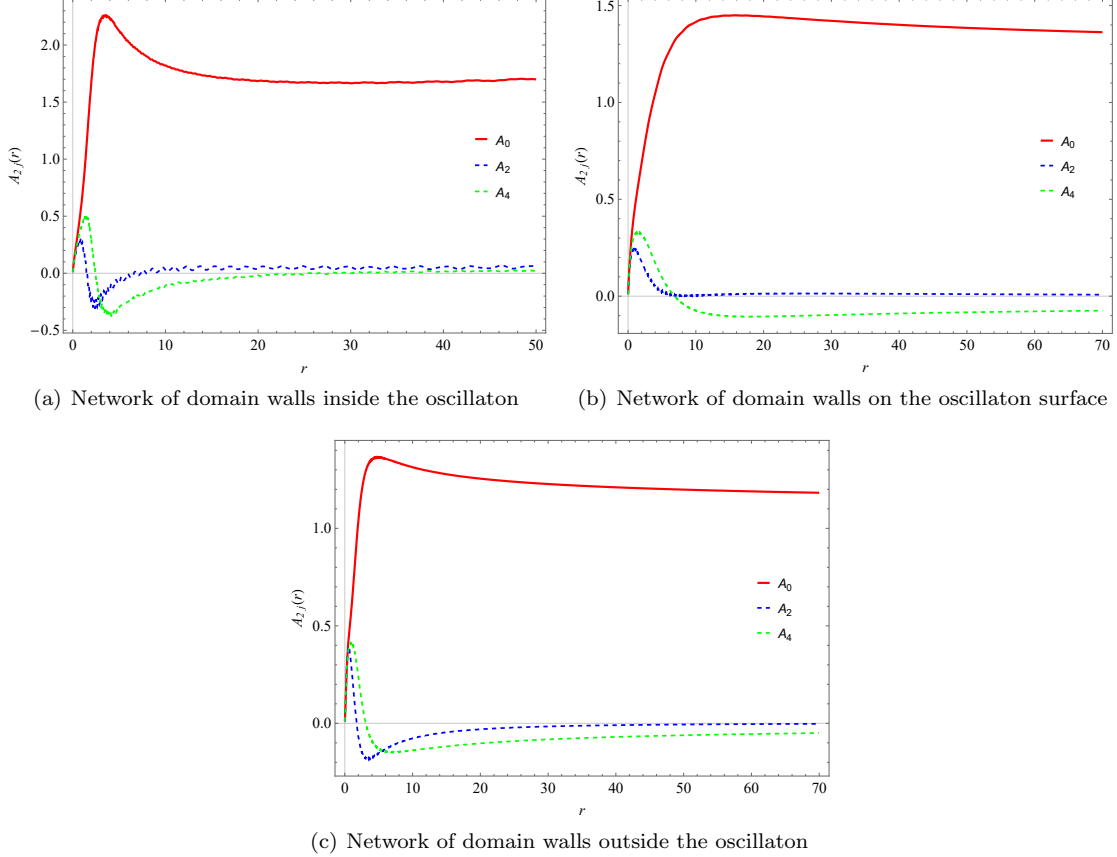 2.0
1.5
1.0
0.5
0.0
−0.5
A2 j(r)
A0
A2
A4
0 10 20 30 40 50
r
(a) Network of domain walls inside the oscillaton
1.5
1.0
0.5
0.0
A2 j(r)
A0
A2
A4
0 10 20 30 40 50 60 70
r
(b) Network of domain walls on the oscillaton surface
1.0
0.5
0.0
A2 j(r)
A0
A2
A4
0 10 20 30 40 50 60 70
r
(c) Network of domain walls outside the oscillaton